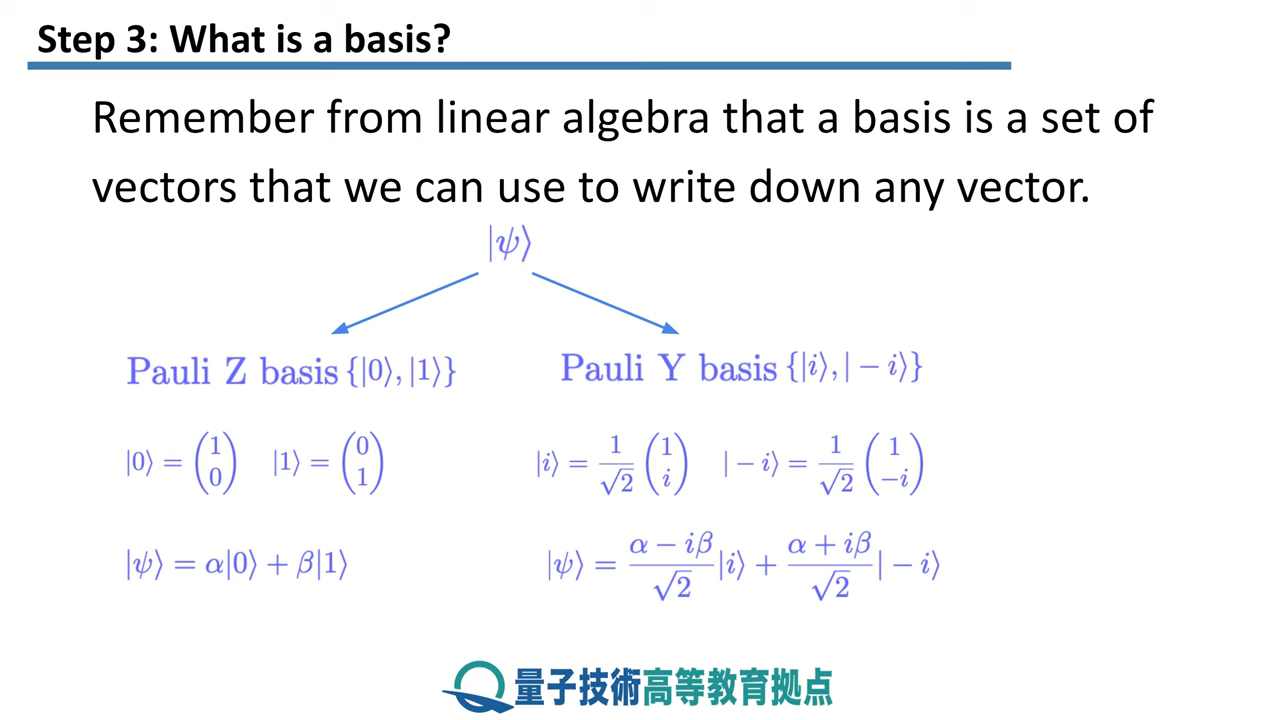 Step 3: What is a basis?
Remember from linear algebra that a basis is a set of
vectors that we can use to write down any vector.
|ψ⟩
Pauli Z basis {|0⟩, |1⟩}
|0⟩ = (1 0) |1⟩ = (0 1)
|ψ⟩ = α|0⟩ + β|1⟩
Pauli Y basis {|i⟩, | − i⟩}
|i⟩ = 1/√2 (1 i) | − i⟩ = 1/√2 (1 −i)
|ψ⟩ = α − iβ/√2 |i⟩ + α + iβ/√2 | − i⟩
量子技術高等教育拠点